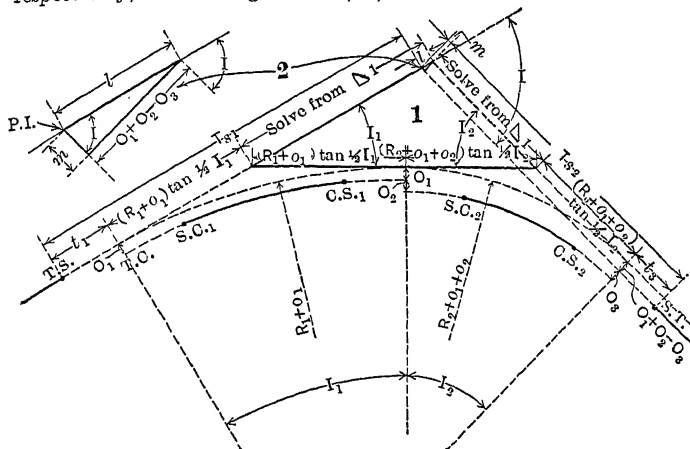 l
I
2
P.I.
I
m
O₁+O₂-O₃
T.S.1
Solve from Δ 1
l
m
Solve from Δ 1
I
1
I₁
I₂
T.S.2
(R₁+o₁) tan ½ I₁
(R₁+o₁) tan ½ I₁
(R₂+o₁+o₂) tan ½ I₂
(R₂+o₁+o₂)
tan ½ I₂
O₁
O₂
C.S.1
S.C.2
S.C.1
C.S.2
t₁
t₃
T.S.
O₁
T.C.
S.T.
O₃
O₁+O₂-O₃
R₁+o₁
R₂+o₁+o₂
I₁
I₂